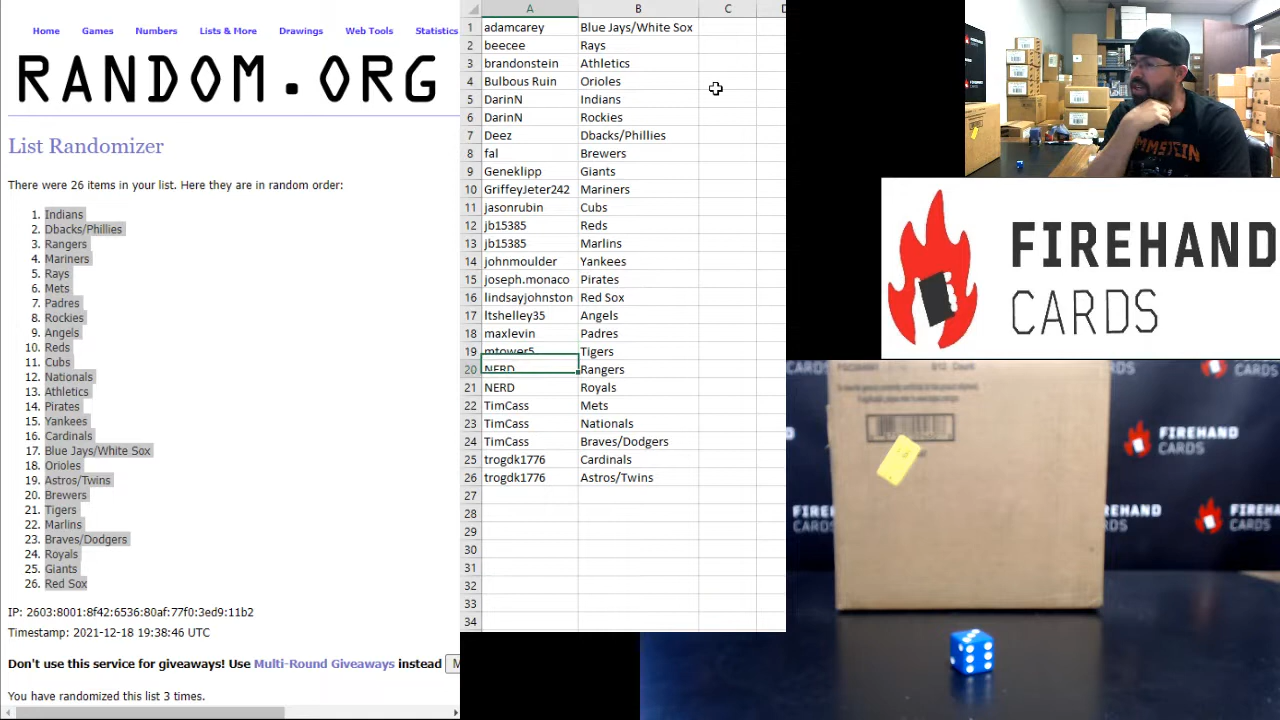 Home Games Numbers Lists & More Drawings Web Tools Statistics
RANDOM.ORG
List Randomizer
There were 26 items in your list. Here they are in random order:
1. Indians
2. Dbacks/Phillies
3. Rangers
4. Mariners
5. Rays
6. Mets
7. Padres
8. Rockies
9. Angels
10. Reds
11. Cubs
12. Nationals
13. Athletics
14. Pirates
15. Yankees
16. Cardinals
17. Blue Jays/White Sox
18. Orioles
19. Astros/Twins
20. Brewers
21. Tigers
22. Marlins
23. Braves/Dodgers
24. Royals
25. Giants
26. Red Sox
IP: 2603:8001:8f42:6536:80af:77f0:3ed9:11b2
Timestamp: 2021-12-18 19:38:46 UTC
Don't use this service for giveaways! Use Multi-Round Giveaways instead
You have randomized this list 3 times.
A B C
1 adamcarey Blue Jays/White Sox
2 beecee Rays
3 brandonstein Athletics
4 Bulbous Ruin Orioles
5 DarinN Indians
6 DarinN Rockies
7 Deez Dbacks/Phillies
8 fal Brewers
9 Geneklipp Giants
10 GriffeyJeter242 Mariners
11 jasonrubin Cubs
12 jb15385 Reds
13 jb15385 Marlins
14 johnmoulder Yankees
15 joseph.monaco Pirates
16 lindsayjohnston Red Sox
17 ltshelley35 Angels
18 maxlevin Padres
19 mtower5 Tigers
20 NERD Rangers
21 NERD Royals
22 TimCass Mets
23 TimCass Nationals
24 TimCass Braves/Dodgers
25 trogdk1776 Cardinals
26 trogdk1776 Astros/Twins
27
28
29
30
31
32
33
34
FIREHAND
CARDS
FIREHAND
CARDS